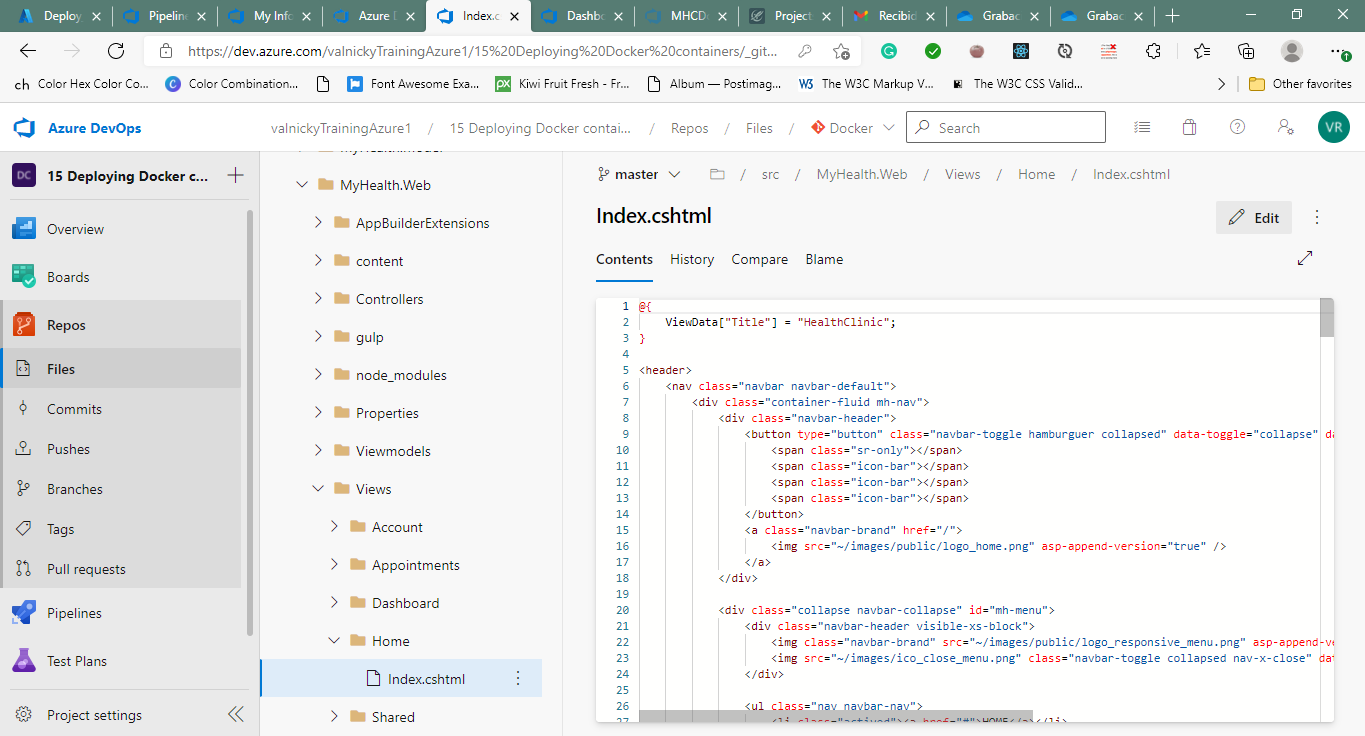 Deploy
Pipeline
My Info
Azure D
Index.c
Dashbo
MHCDo
Project
Recibid
Grabac
Grabac
https://dev.azure.com/valnickyTrainingAzure1/15%20Deploying%20Docker%20containers/_git...
ch Color Hex Color Co...
Color Combination...
Font Awesome Exa...
px Kiwi Fruit Fresh - Fr...
Album — Postimag...
W3 The W3C Markup V...
The W3C CSS Valid...
Other favorites
Azure DevOps
valnickyTrainingAzure1 / 15 Deploying Docker contai... / Repos / Files / Docker
Search
VR
DC 15 Deploying Docker c...
Overview
Boards
Repos
Files
Commits
Pushes
Branches
Tags
Pull requests
Pipelines
Test Plans
Project settings
MyHealth.Model
MyHealth.Web
AppBuilderExtensions
content
Controllers
gulp
node_modules
Properties
Viewmodels
Views
Account
Appointments
Dashboard
Home
Index.cshtml
Shared
master / src / MyHealth.Web / Views / Home / Index.cshtml
Index.cshtml
Edit
Contents History Compare Blame
1 @{
2 ViewData["Title"] = "HealthClinic";
3 }
4
5 <header>
6 <nav class="navbar navbar-default">
7 <div class="container-fluid mh-nav">
8 <div class="navbar-header">
9 <button type="button" class="navbar-toggle hamburguer collapsed" data-toggle="collapse" da
10 <span class="sr-only"></span>
11 <span class="icon-bar"></span>
12 <span class="icon-bar"></span>
13 <span class="icon-bar"></span>
14 </button>
15 <a class="navbar-brand" href="/">
16 <img src="~/images/public/logo_home.png" asp-append-version="true" />
17 </a>
18 </div>
19
20 <div class="collapse navbar-collapse" id="mh-menu">
21 <div class="navbar-header visible-xs-block">
22 <img class="navbar-brand" src="~/images/public/logo_responsive_menu.png" asp-append-ve
23 <img src="~/images/ico_close_menu.png" class="navbar-toggle collapsed nav-x-close" dat
24 </div>
25
26 <ul class="nav navbar-nav">
27 <li class="actived"><a href="#">HOME</a></li>